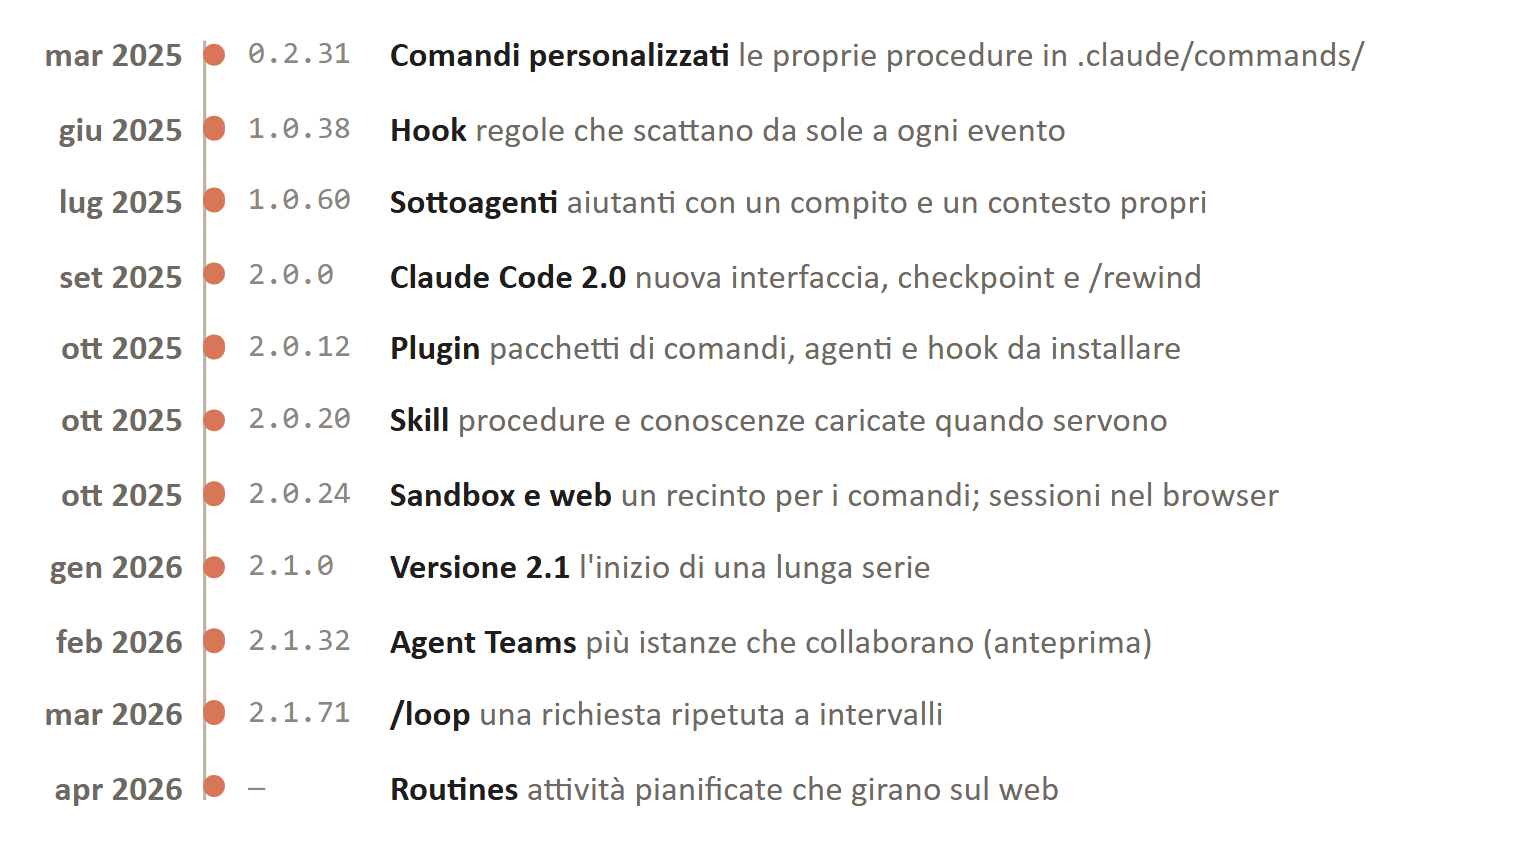 mar 2025 0.2.31 Comandi personalizzati le proprie procedure in .claude/commands/
giu 2025 1.0.38 Hook regole che scattano da sole a ogni evento
lug 2025 1.0.60 Sottoagenti aiutanti con un compito e un contesto propri
set 2025 2.0.0 Claude Code 2.0 nuova interfaccia, checkpoint e /rewind
ott 2025 2.0.12 Plugin pacchetti di comandi, agenti e hook da installare
ott 2025 2.0.20 Skill procedure e conoscenze caricate quando servono
ott 2025 2.0.24 Sandbox e web un recinto per i comandi; sessioni nel browser
gen 2026 2.1.0 Versione 2.1 l'inizio di una lunga serie
feb 2026 2.1.32 Agent Teams più istanze che collaborano (anteprima)
mar 2026 2.1.71 /loop una richiesta ripetuta a intervalli
apr 2026 – Routines attività pianificate che girano sul web